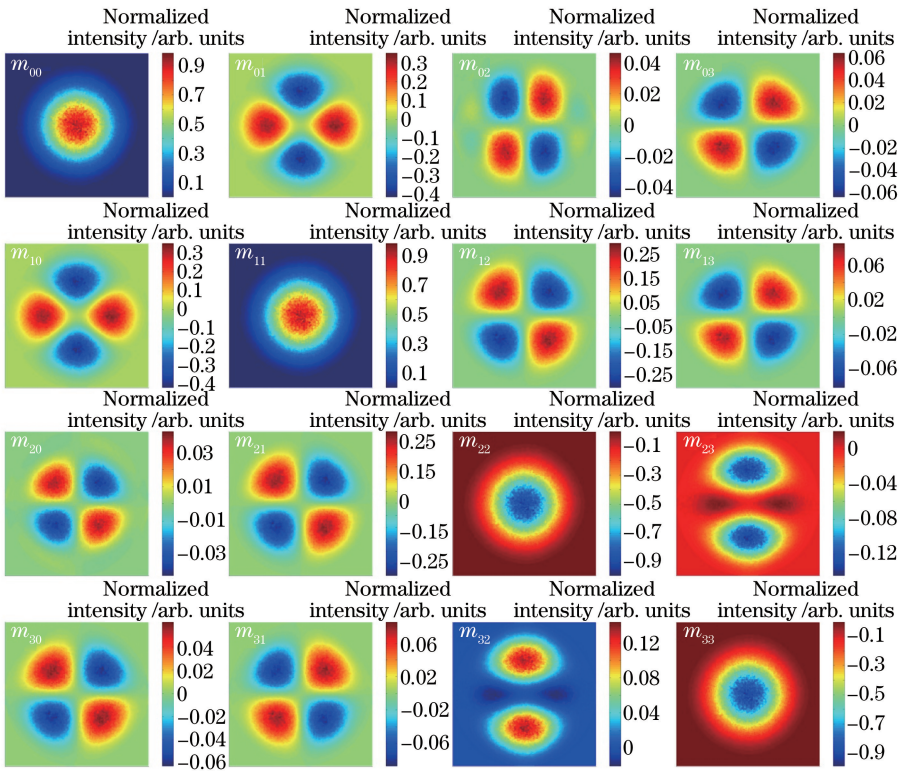 Normalized Normalized Normalized Normalized
intensity /arb. units intensity /arb. units intensity /arb. units intensity /arb. units
m00 0.9 0.7 0.5 0.3 0.1
m01 0.3 0.2 0.1 0 −0.1 −0.2 −0.3 −0.4
m02 0.04 0.02 0 −0.02 −0.04
m03 0.06 0.04 0.02 0 −0.02 −0.04 −0.06
Normalized Normalized Normalized Normalized
intensity /arb. units intensity /arb. units intensity /arb. units intensity /arb. units
m10 0.3 0.2 0.1 0 −0.1 −0.2 −0.3 −0.4
m11 0.9 0.7 0.5 0.3 0.1
m12 0.25 0.15 0.05 −0.05 −0.15 −0.25
m13 0.06 0.02 −0.02 −0.06
Normalized Normalized Normalized Normalized
intensity /arb. units intensity /arb. units intensity /arb. units intensity /arb. units
m20 0.03 0.01 −0.01 −0.03
m21 0.25 0.15 0 −0.15 −0.25
m22 −0.1 −0.3 −0.5 −0.7 −0.9
m23 0 −0.04 −0.08 −0.12
Normalized Normalized Normalized Normalized
intensity /arb. units intensity /arb. units intensity /arb. units intensity /arb. units
m30 0.04 0.02 0 −0.02 −0.04 −0.06
m31 0.06 0.02 −0.02 −0.06
m32 0.12 0.08 0.04 0
m33 −0.1 −0.3 −0.5 −0.7 −0.9